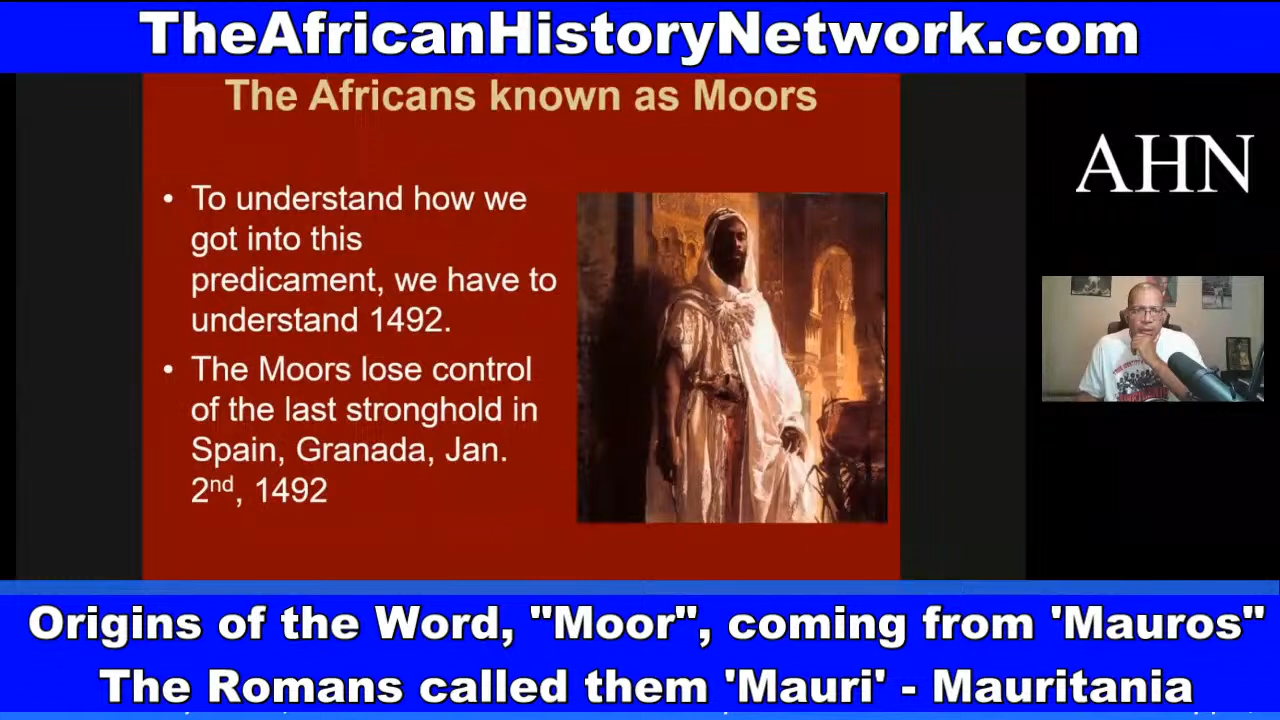 TheAfricanHistoryNetwork.com
The Africans known as Moors
AHN
• To understand how we
got into this
predicament, we have to
understand 1492.
• The Moors lose control
of the last stronghold in
Spain, Granada, Jan.
2nd, 1492
Origins of the Word, "Moor", coming from 'Mauros"
The Romans called them 'Mauri' - Mauritania